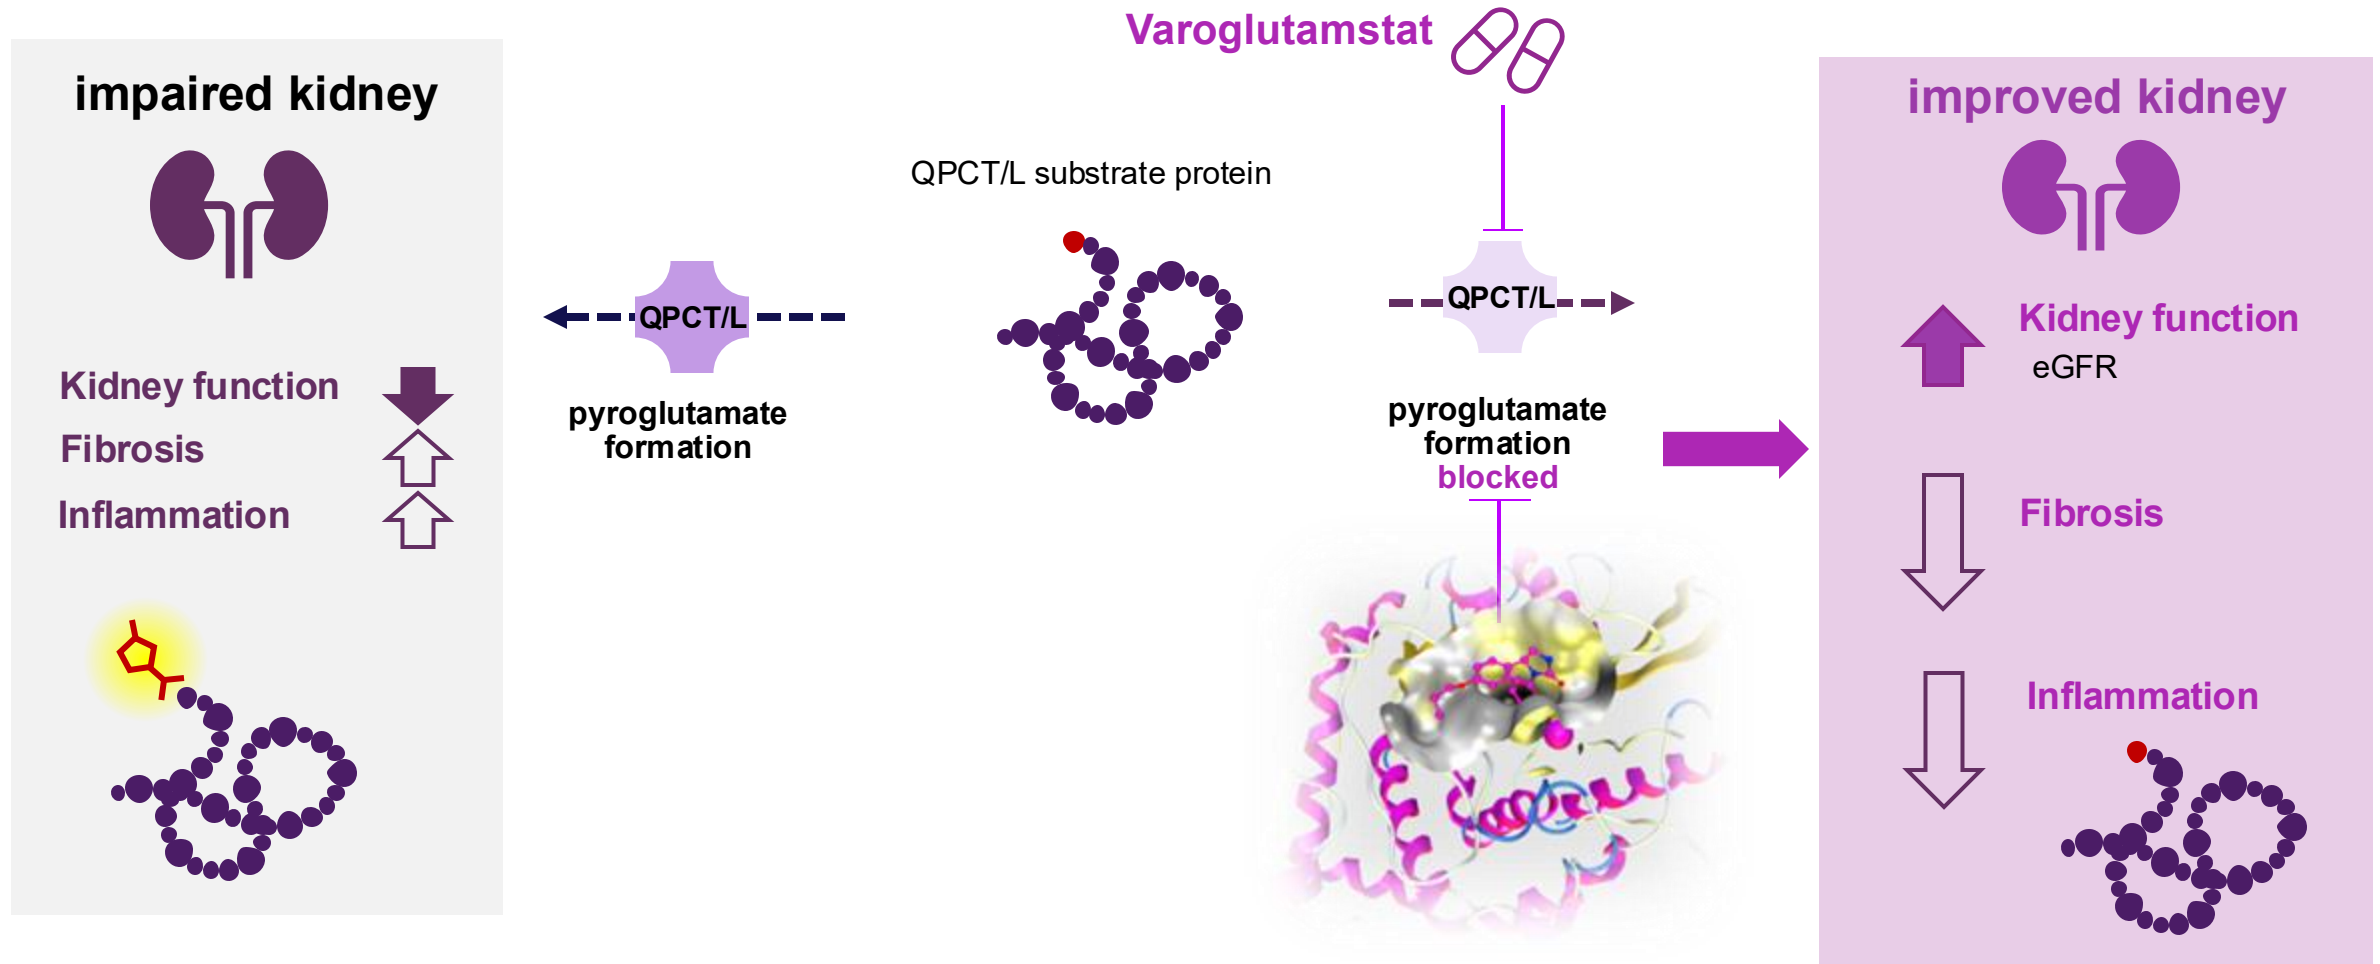 impaired kidney
Kidney function
Fibrosis
Inflammation
QPCT/L
pyroglutamate
formation
QPCT/L substrate protein
Varoglutamstat
QPCT/L
pyroglutamate
formation
blocked
improved kidney
Kidney function
eGFR
Fibrosis
Inflammation